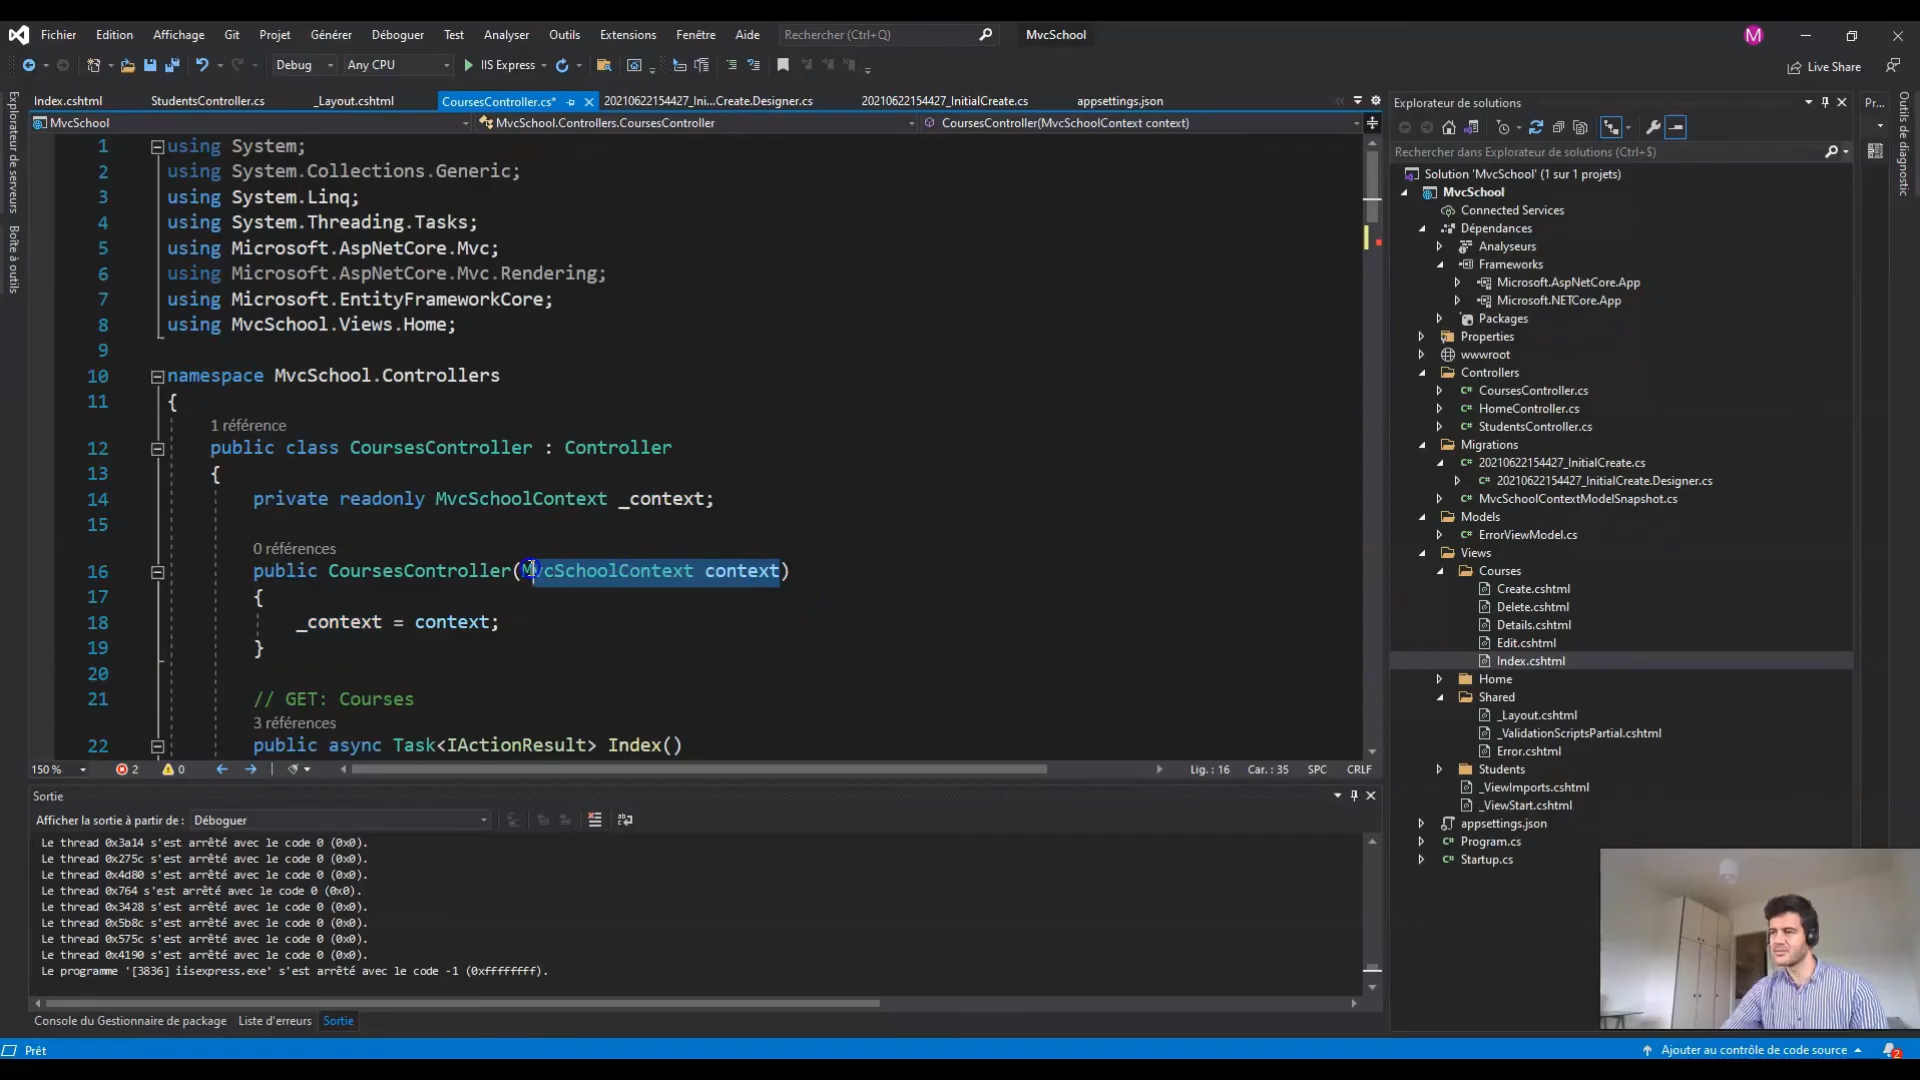 Fichier Edition Affichage Git Projet Générer Déboguer Test Analyser Outils Extensions Fenêtre Aide Rechercher (Ctrl+Q) MvcSchool M
Debug Any CPU IIS Express Live Share
Index.cshtml StudentsController.cs _Layout.cshtml CoursesController.cs* 20210622154427_Ini...Create.Designer.cs 20210622154427_InitialCreate.cs appsettings.json
MvcSchool MvcSchool.Controllers.CoursesController CoursesController(MvcSchoolContext context)
Explorateur de serveurs
Boîte à outils
1 using System;
2 using System.Collections.Generic;
3 using System.Linq;
4 using System.Threading.Tasks;
5 using Microsoft.AspNetCore.Mvc;
6 using Microsoft.AspNetCore.Mvc.Rendering;
7 using Microsoft.EntityFrameworkCore;
8 using MvcSchool.Views.Home;
9
10 namespace MvcSchool.Controllers
11 {
1 référence
12 public class CoursesController : Controller
13 {
14 private readonly MvcSchoolContext _context;
15
0 références
16 public CoursesController(MvcSchoolContext context)
17 {
18 _context = context;
19 }
20
21 // GET: Courses
3 références
22 public async Task<IActionResult> Index()
150 % 2 0 Lig. : 16 Car. : 35 SPC CRLF
Sortie
Afficher la sortie à partir de : Déboguer
Le thread 0x3a14 s'est arrêté avec le code 0 (0x0).
Le thread 0x275c s'est arrêté avec le code 0 (0x0).
Le thread 0x4d80 s'est arrêté avec le code 0 (0x0).
Le thread 0x764 s'est arrêté avec le code 0 (0x0).
Le thread 0x3428 s'est arrêté avec le code 0 (0x0).
Le thread 0x5b8c s'est arrêté avec le code 0 (0x0).
Le thread 0x575c s'est arrêté avec le code 0 (0x0).
Le thread 0x4190 s'est arrêté avec le code 0 (0x0).
Le programme '[3836] iisexpress.exe' s'est arrêté avec le code -1 (0xffffffff).
Console du Gestionnaire de package Liste d'erreurs Sortie
Prêt
Explorateur de solutions
Rechercher dans Explorateur de solutions (Ctrl+$)
Solution 'MvcSchool' (1 sur 1 projets)
MvcSchool
Connected Services
Dépendances
Analyseurs
Frameworks
Microsoft.AspNetCore.App
Microsoft.NETCore.App
Packages
Properties
wwwroot
Controllers
C# CoursesController.cs
C# HomeController.cs
C# StudentsController.cs
Migrations
C# 20210622154427_InitialCreate.cs
C# 20210622154427_InitialCreate.Designer.cs
C# MvcSchoolContextModelSnapshot.cs
Models
C# ErrorViewModel.cs
Views
Courses
Create.cshtml
Delete.cshtml
Details.cshtml
Edit.cshtml
Index.cshtml
Home
Shared
_Layout.cshtml
_ValidationScriptsPartial.cshtml
Error.cshtml
Students
_ViewImports.cshtml
_ViewStart.cshtml
appsettings.json
C# Program.cs
C# Startup.cs
Pr...
Outils de diagnostic
Ajouter au contrôle de code source 2